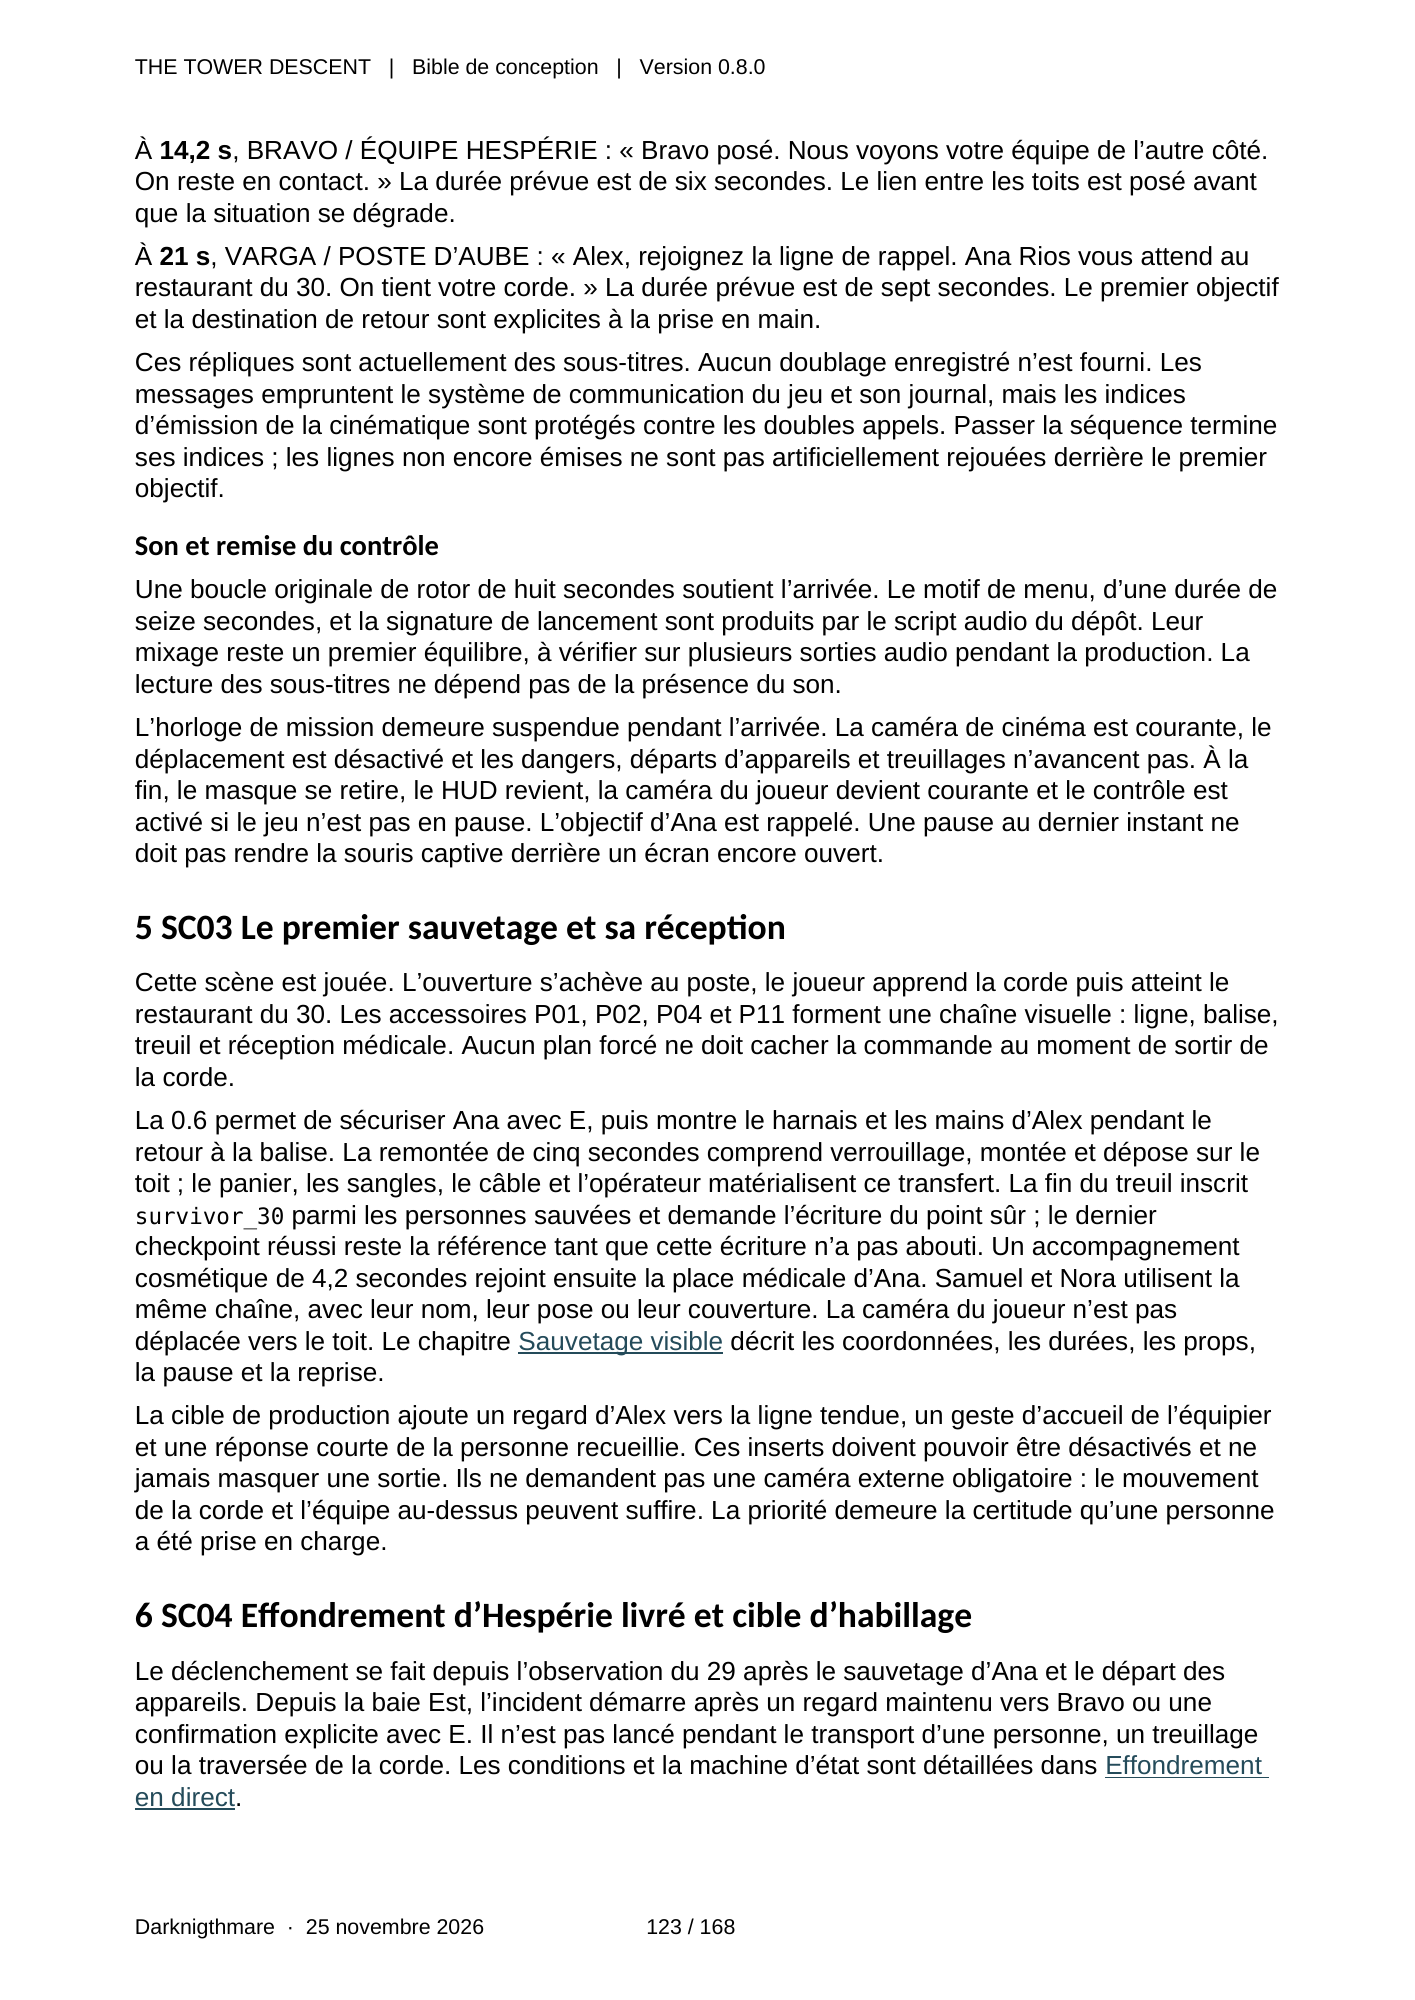 THE TOWER DESCENT | Bible de conception | Version 0.8.0
À 14,2 s, BRAVO / ÉQUIPE HESPÉRIE : « Bravo posé. Nous voyons votre équipe de l’autre côté.
On reste en contact. » La durée prévue est de six secondes. Le lien entre les toits est posé avant
que la situation se dégrade.
À 21 s, VARGA / POSTE D’AUBE : « Alex, rejoignez la ligne de rappel. Ana Rios vous attend au
restaurant du 30. On tient votre corde. » La durée prévue est de sept secondes. Le premier objectif
et la destination de retour sont explicites à la prise en main.
Ces répliques sont actuellement des sous-titres. Aucun doublage enregistré n’est fourni. Les
messages empruntent le système de communication du jeu et son journal, mais les indices
d’émission de la cinématique sont protégés contre les doubles appels. Passer la séquence termine
ses indices ; les lignes non encore émises ne sont pas artificiellement rejouées derrière le premier
objectif.
Son et remise du contrôle
Une boucle originale de rotor de huit secondes soutient l’arrivée. Le motif de menu, d’une durée de
seize secondes, et la signature de lancement sont produits par le script audio du dépôt. Leur
mixage reste un premier équilibre, à vérifier sur plusieurs sorties audio pendant la production. La
lecture des sous-titres ne dépend pas de la présence du son.
L’horloge de mission demeure suspendue pendant l’arrivée. La caméra de cinéma est courante, le
déplacement est désactivé et les dangers, départs d’appareils et treuillages n’avancent pas. À la
fin, le masque se retire, le HUD revient, la caméra du joueur devient courante et le contrôle est
activé si le jeu n’est pas en pause. L’objectif d’Ana est rappelé. Une pause au dernier instant ne
doit pas rendre la souris captive derrière un écran encore ouvert.
5 SC03 Le premier sauvetage et sa réception
Cette scène est jouée. L’ouverture s’achève au poste, le joueur apprend la corde puis atteint le
restaurant du 30. Les accessoires P01, P02, P04 et P11 forment une chaîne visuelle : ligne, balise,
treuil et réception médicale. Aucun plan forcé ne doit cacher la commande au moment de sortir de
la corde.
La 0.6 permet de sécuriser Ana avec E, puis montre le harnais et les mains d’Alex pendant le
retour à la balise. La remontée de cinq secondes comprend verrouillage, montée et dépose sur le
toit ; le panier, les sangles, le câble et l’opérateur matérialisent ce transfert. La fin du treuil inscrit
survivor_30 parmi les personnes sauvées et demande l’écriture du point sûr ; le dernier
checkpoint réussi reste la référence tant que cette écriture n’a pas abouti. Un accompagnement
cosmétique de 4,2 secondes rejoint ensuite la place médicale d’Ana. Samuel et Nora utilisent la
même chaîne, avec leur nom, leur pose ou leur couverture. La caméra du joueur n’est pas
déplacée vers le toit. Le chapitre Sauvetage visible décrit les coordonnées, les durées, les props,
la pause et la reprise.
La cible de production ajoute un regard d’Alex vers la ligne tendue, un geste d’accueil de l’équipier
et une réponse courte de la personne recueillie. Ces inserts doivent pouvoir être désactivés et ne
jamais masquer une sortie. Ils ne demandent pas une caméra externe obligatoire : le mouvement
de la corde et l’équipe au-dessus peuvent suffire. La priorité demeure la certitude qu’une personne
a été prise en charge.
6 SC04 Effondrement d’Hespérie livré et cible d’habillage
Le déclenchement se fait depuis l’observation du 29 après le sauvetage d’Ana et le départ des
appareils. Depuis la baie Est, l’incident démarre après un regard maintenu vers Bravo ou une
confirmation explicite avec E. Il n’est pas lancé pendant le transport d’une personne, un treuillage
ou la traversée de la corde. Les conditions et la machine d’état sont détaillées dans Effondrement
en direct.
Darknigthmare · 25 novembre 2026 123 / 168